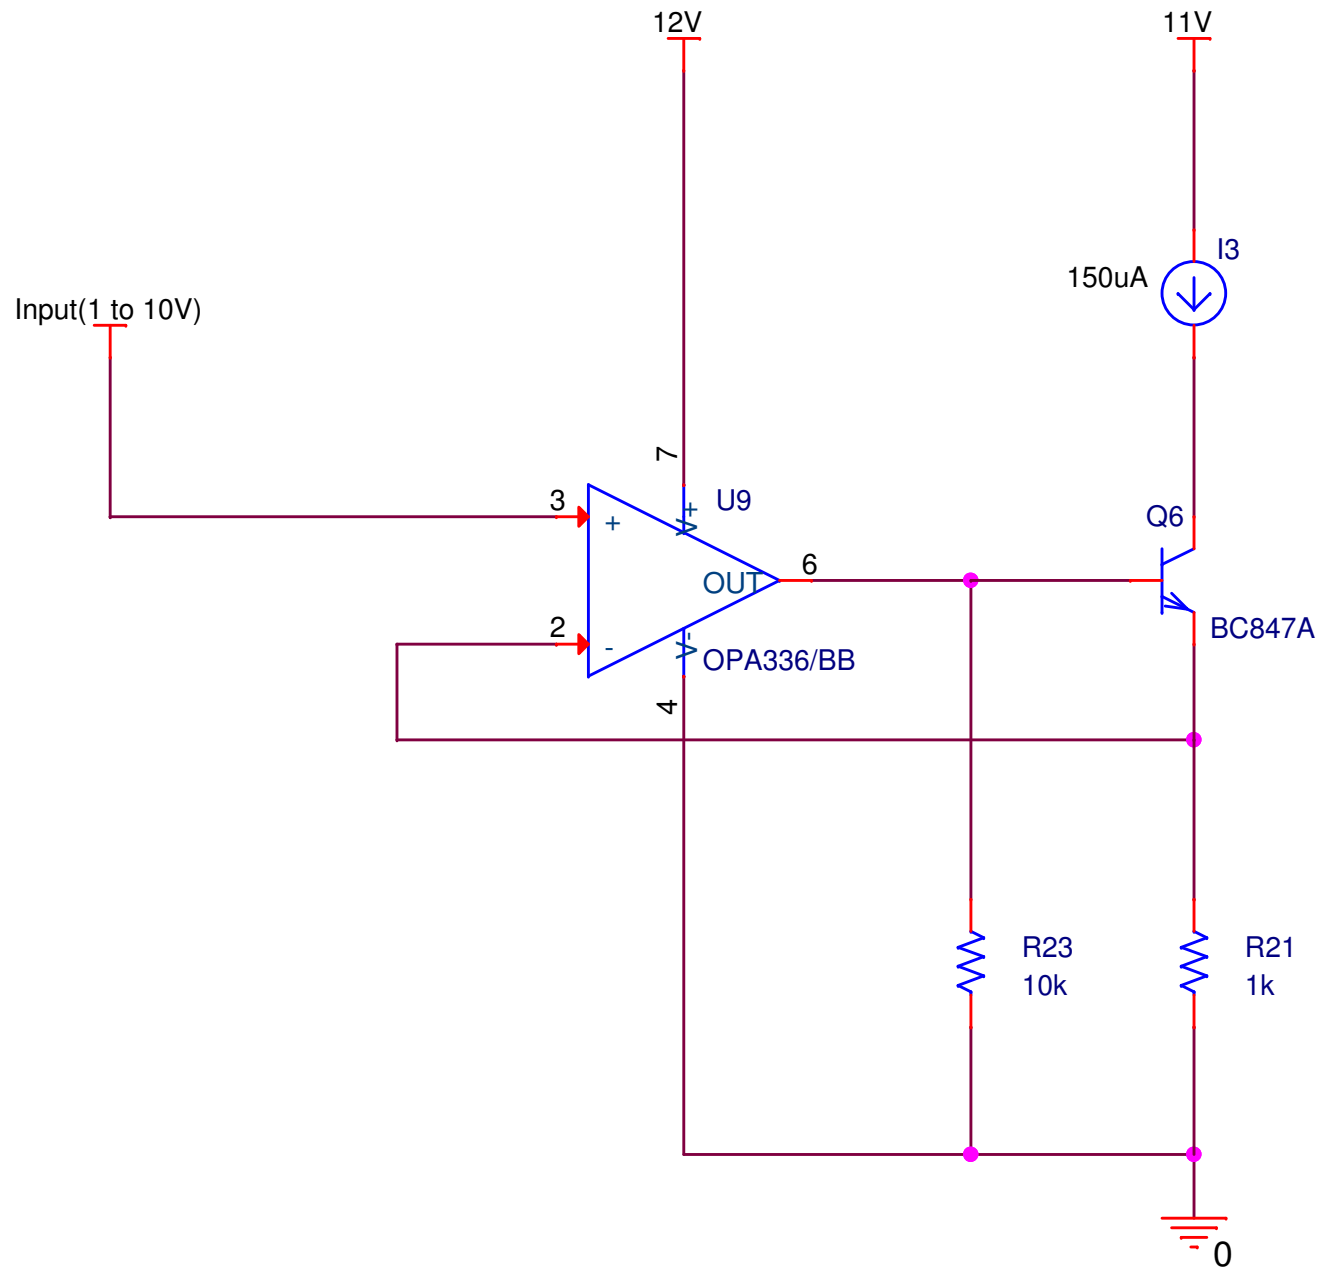 12V
11V
I3
150uA
Input(1 to 10V)
7
3
U9
Q6
+
V+
6
OUT
2
-
V-
BC847A
OPA336/BB
4
R23
10k
R21
1k
0